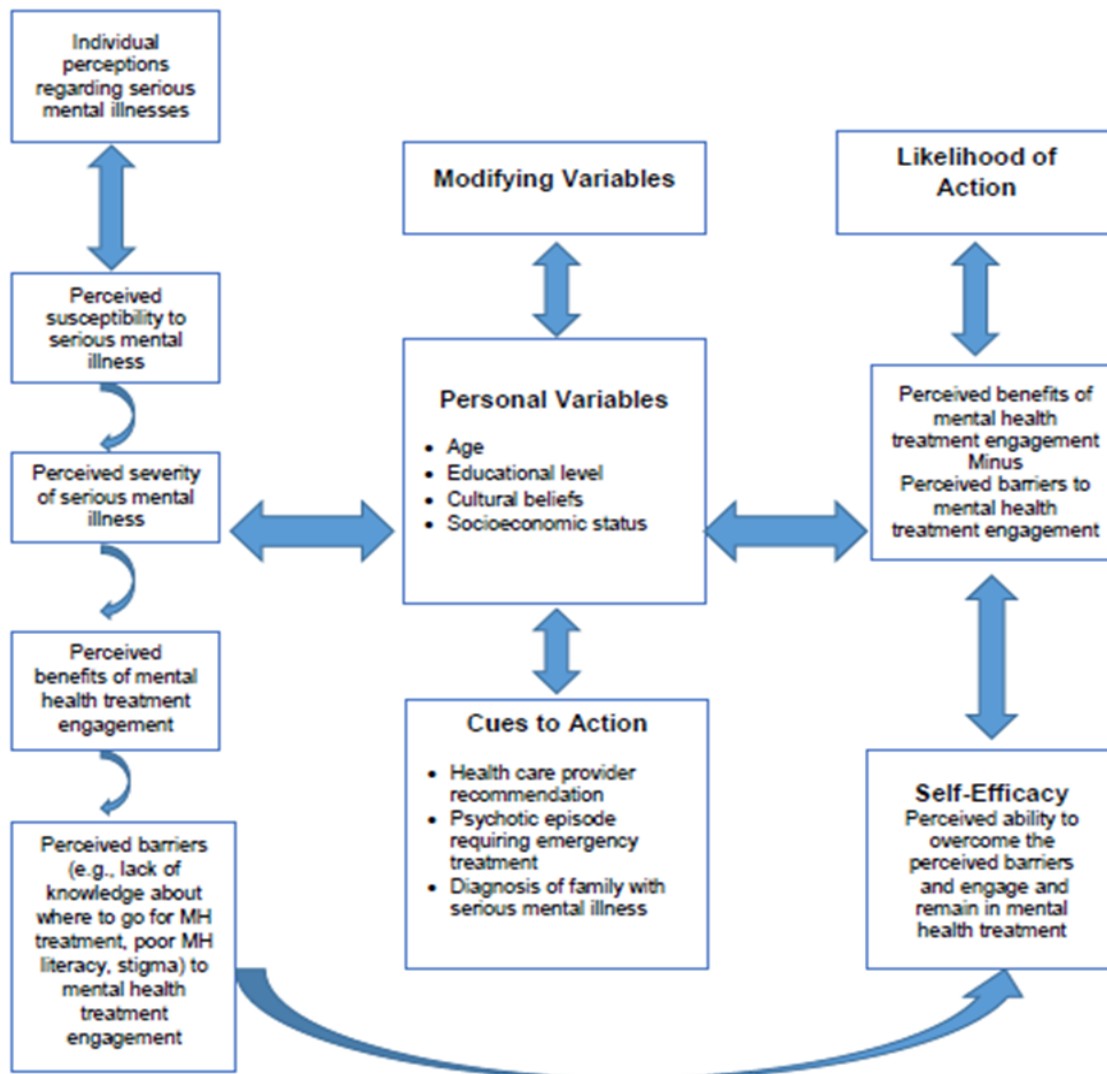 Individual
perceptions
regarding serious
mental illnesses
Perceived
susceptibility to
serious mental
illness
Perceived severity
of serious mental
illness
Perceived
benefits of mental
health treatment
engagement
Perceived barriers
(e.g., lack of
knowledge about
where to go for MH
treatment, poor MH
literacy, stigma) to
mental health
treatment
engagement
Modifying Variables
Personal Variables
• Age
• Educational level
• Cultural beliefs
• Socioeconomic status
Cues to Action
• Health care provider
recommendation
• Psychotic episode
requiring emergency
treatment
• Diagnosis of family with
serious mental illness
Likelihood of
Action
Perceived benefits of
mental health
treatment engagement
Minus
Perceived barriers to
mental health
treatment engagement
Self-Efficacy
Perceived ability to
overcome the
perceived barriers
and engage and
remain in mental
health treatment